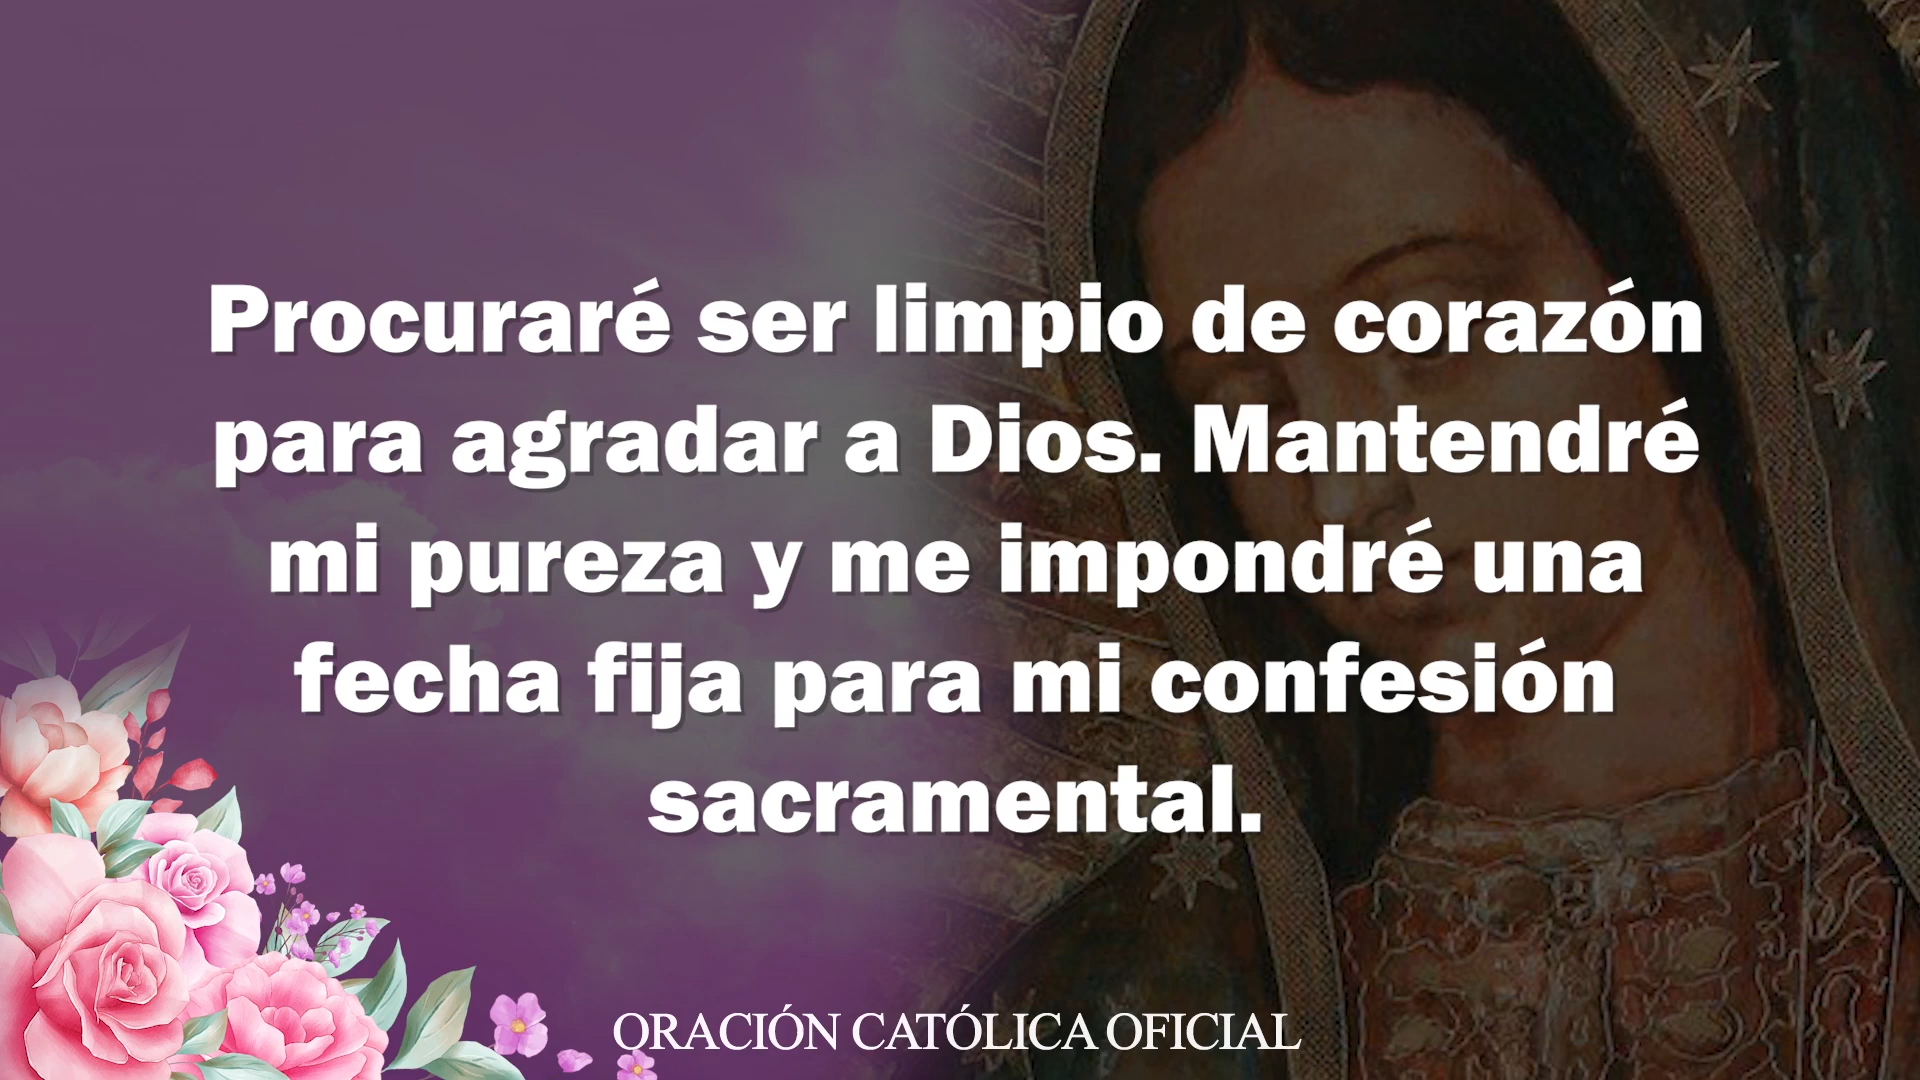 Procuraré ser limpio de corazón
para agradar a Dios. Mantendré
mi pureza y me impondré una
fecha fija para mi confesión
sacramental.
ORACIÓN CATÓLICA OFICIAL